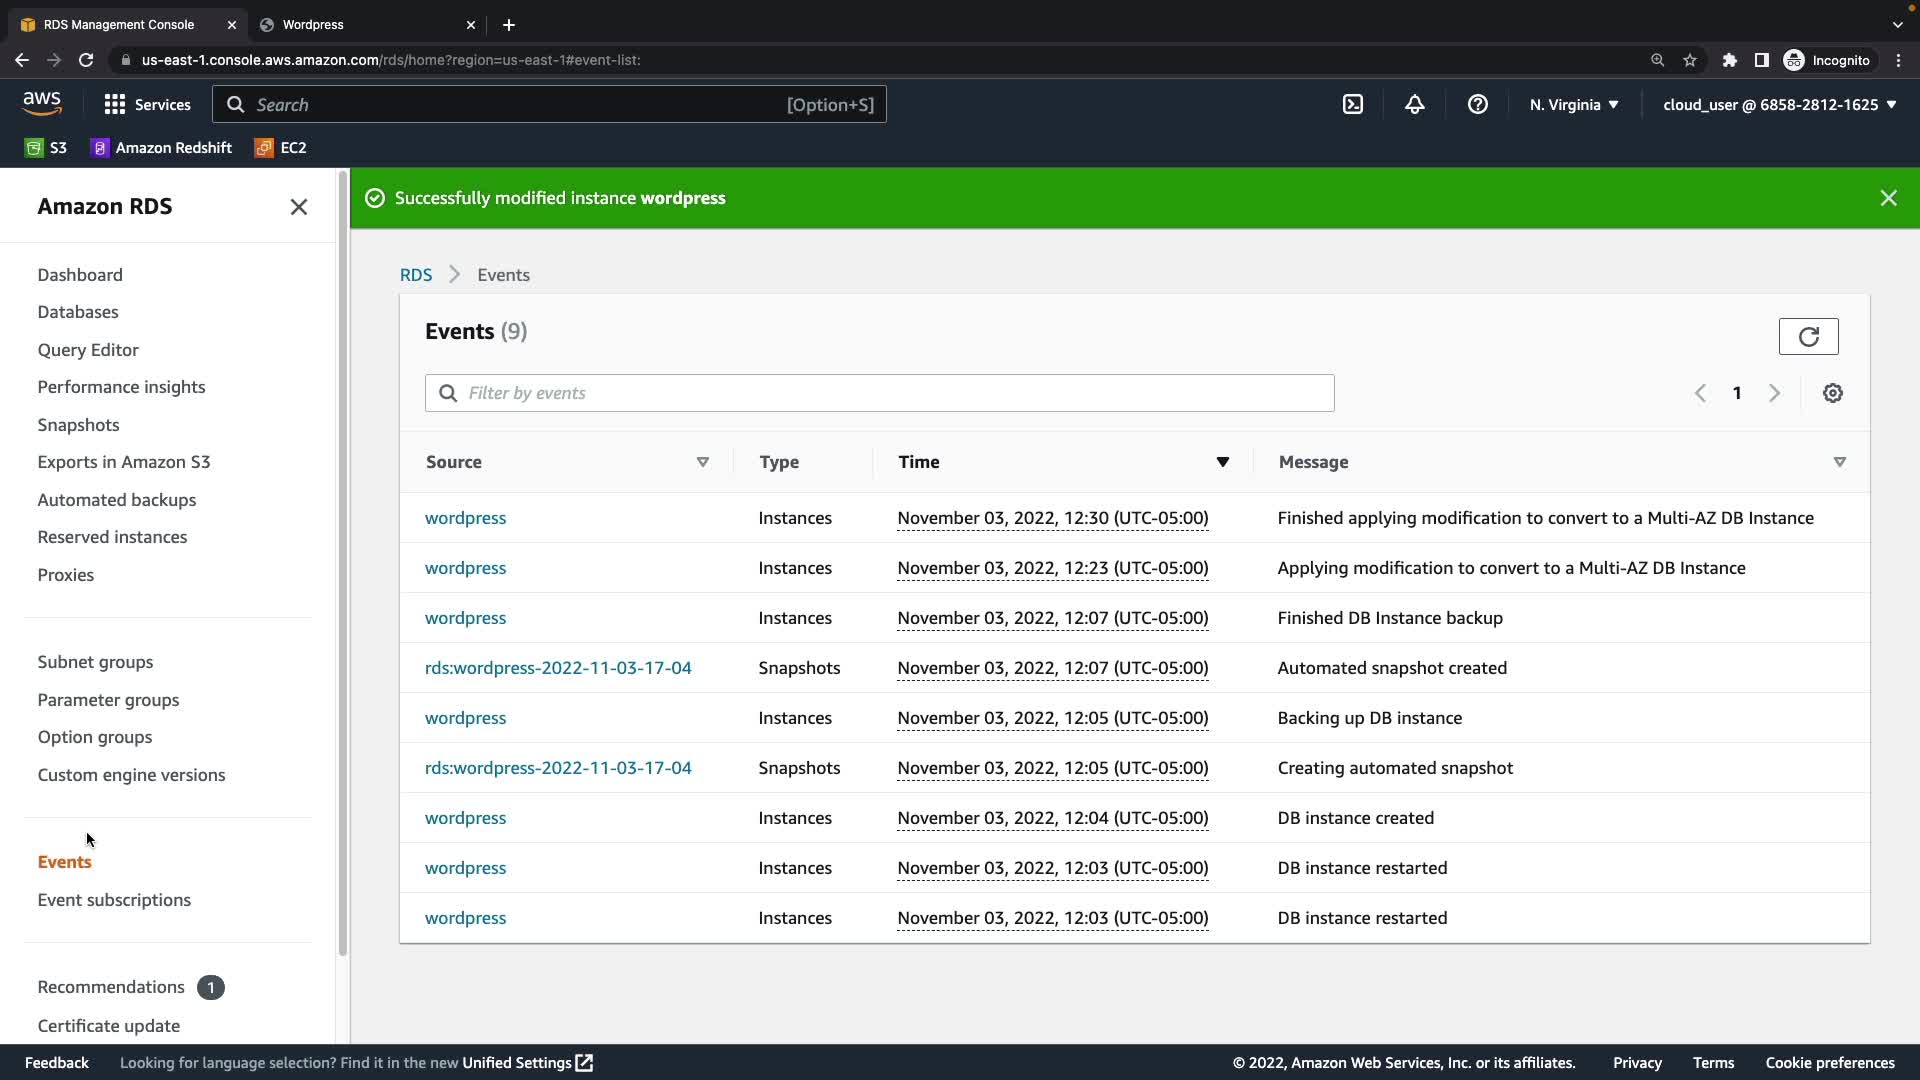 RDS Management Console
Wordpress
us-east-1.console.aws.amazon.com/rds/home?region=us-east-1#event-list:
Incognito
aws
Services
Search
[Option+S]
N. Virginia
cloud_user @ 6858-2812-1625
S3
Amazon Redshift
EC2
Amazon RDS
Dashboard
Databases
Query Editor
Performance insights
Snapshots
Exports in Amazon S3
Automated backups
Reserved instances
Proxies
Subnet groups
Parameter groups
Option groups
Custom engine versions
Events
Event subscriptions
Recommendations 1
Certificate update
Successfully modified instance wordpress
RDS > Events
Events (9)
Filter by events
1
Source Type Time Message
wordpress Instances November 03, 2022, 12:30 (UTC-05:00) Finished applying modification to convert to a Multi-AZ DB Instance
wordpress Instances November 03, 2022, 12:23 (UTC-05:00) Applying modification to convert to a Multi-AZ DB Instance
wordpress Instances November 03, 2022, 12:07 (UTC-05:00) Finished DB Instance backup
rds:wordpress-2022-11-03-17-04 Snapshots November 03, 2022, 12:07 (UTC-05:00) Automated snapshot created
wordpress Instances November 03, 2022, 12:05 (UTC-05:00) Backing up DB instance
rds:wordpress-2022-11-03-17-04 Snapshots November 03, 2022, 12:05 (UTC-05:00) Creating automated snapshot
wordpress Instances November 03, 2022, 12:04 (UTC-05:00) DB instance created
wordpress Instances November 03, 2022, 12:03 (UTC-05:00) DB instance restarted
wordpress Instances November 03, 2022, 12:03 (UTC-05:00) DB instance restarted
Feedback
Looking for language selection? Find it in the new Unified Settings
© 2022, Amazon Web Services, Inc. or its affiliates.
Privacy
Terms
Cookie preferences